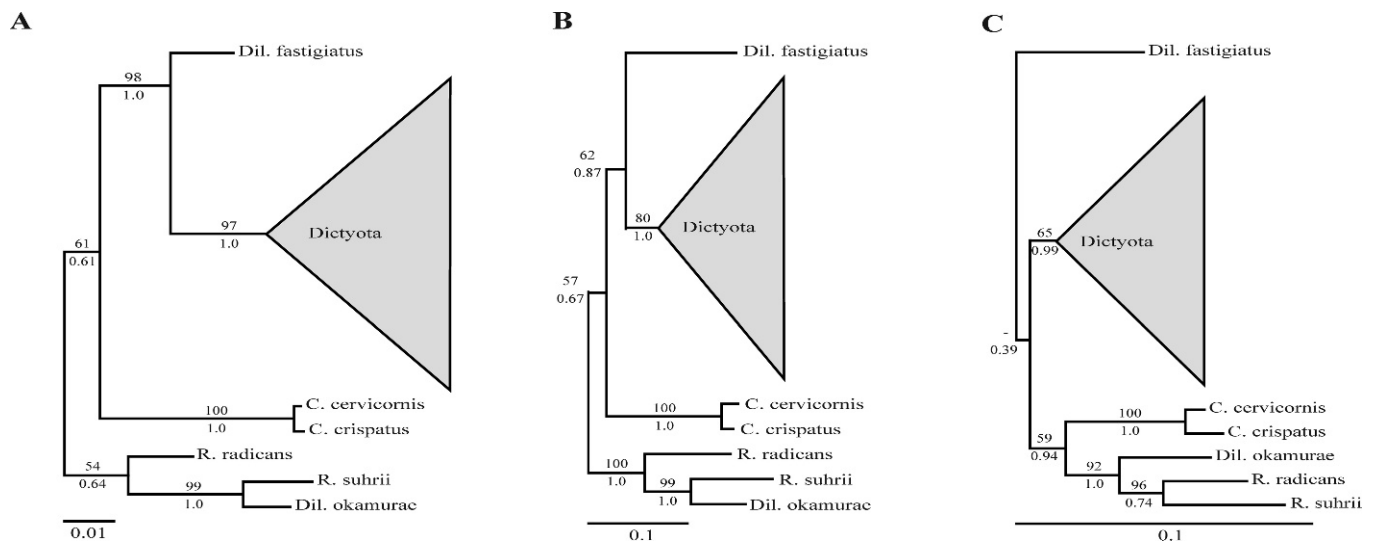 A
Dil. fastigiatus
98
1.0
97
1.0
Dictyota
61
0.61
100
1.0
C. cervicornis
C. crispatus
54
0.64
R. radicans
99
1.0
R. suhrii
Dil. okamurae
0.01
B
Dil. fastigiatus
62
0.87
80
1.0
Dictyota
57
0.67
100
1.0
C. cervicornis
C. crispatus
100
1.0
R. radicans
99
1.0
R. suhrii
Dil. okamurae
0.1
C
Dil. fastigiatus
65
0.99
Dictyota
-
0.39
59
0.94
100
1.0
C. cervicornis
C. crispatus
92
1.0
Dil. okamurae
96
0.74
R. radicans
R. suhrii
0.1